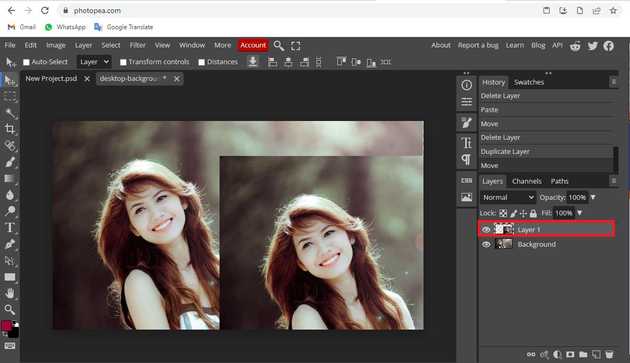 photopea.com
Gmail WhatsApp Google Translate
File Edit Image Layer Select Filter View Window More Account About Report a bug Learn Blog API
Auto-Select Layer Transform controls Distances
New Project.psd desktop-backgroun *
History Swatches
Delete Layer
Paste
Move
Delete Layer
Duplicate Layer
Move
CSS
Layers Channels Paths
Normal Opacity: 100%
Lock: Fill: 100%
Layer 1
Background